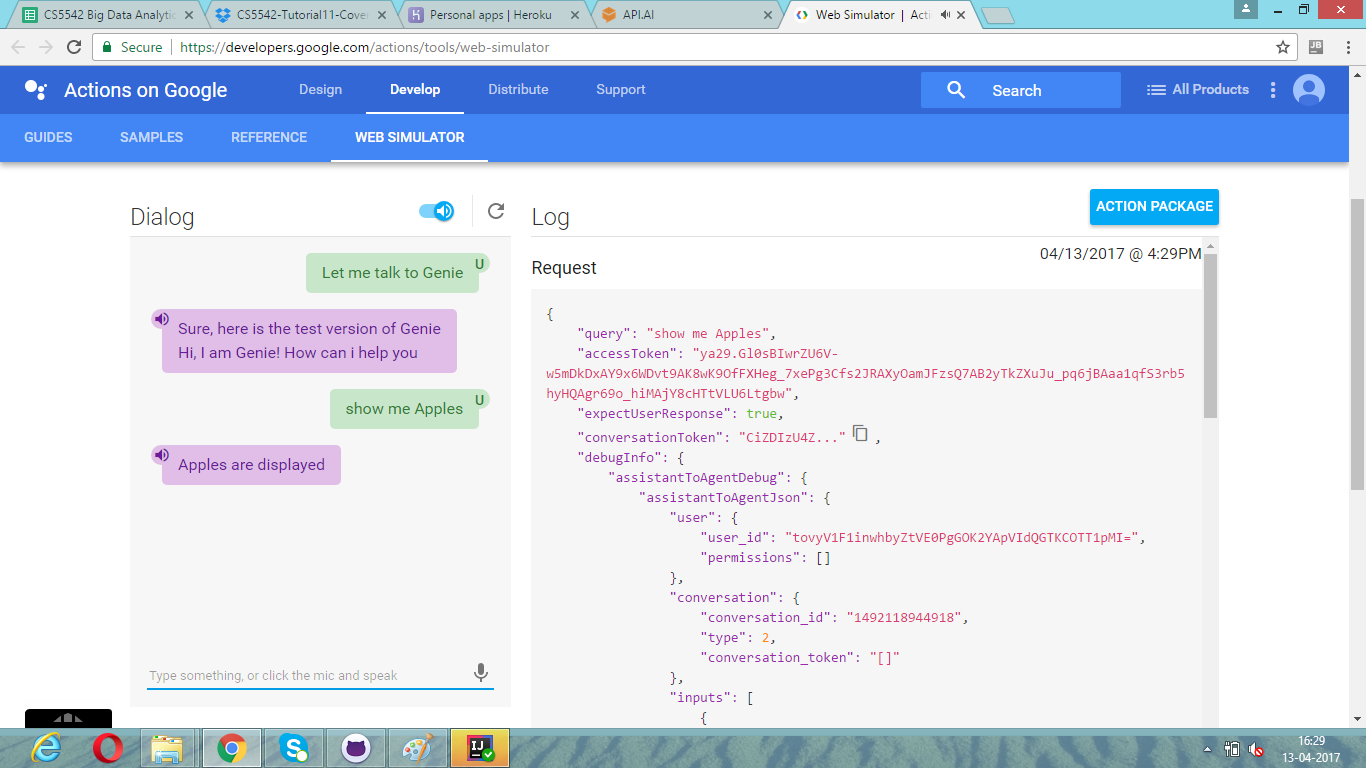 CS5542 Big Data Analytic
CS5542-Tutorial11-Cover
Personal apps | Heroku
API.AI
Web Simulator | Acti
Secure
https://developers.google.com/actions/tools/web-simulator
JB
Actions on Google
Design
Develop
Distribute
Support
Search
All Products
GUIDES
SAMPLES
REFERENCE
WEB SIMULATOR
Dialog
Let me talk to Genie
U
Sure, here is the test version of Genie
Hi, I am Genie! How can i help you
show me Apples
U
Apples are displayed
Type something, or click the mic and speak
Log
ACTION PACKAGE
04/13/2017 @ 4:29PM
Request
{
"query": "show me Apples",
"accessToken": "ya29.Gl0sBIwrZU6V-
w5mDkDxAY9x6WDvt9AK8wK9OfFXHeg_7xePg3Cfs2JRAXyOamJFzsQ7AB2yTkZXuJu_pq6jBAaa1qfS3rb5
hyHQAgr69o_hiMAjY8cHTtVLU6Ltgbw",
"expectUserResponse": true,
"conversationToken": "CiZDIzU4Z..." ,
"debugInfo": {
"assistantToAgentDebug": {
"assistantToAgentJson": {
"user": {
"user_id": "tovyV1F1inwhbyZtVE0PgGOK2YApVIdQGTKCOTT1pMI=",
"permissions": []
},
"conversation": {
"conversation_id": "1492118944918",
"type": 2,
"conversation_token": "[]"
},
"inputs": [
{
IJ
16:29
13-04-2017